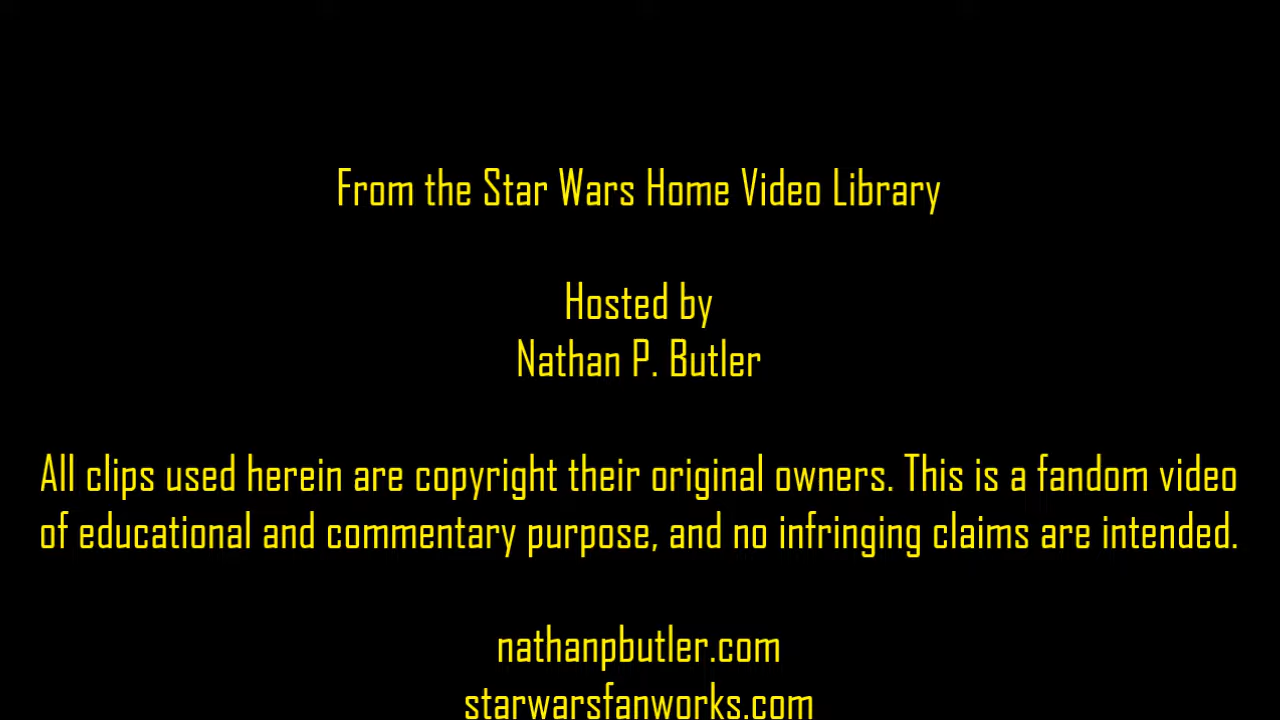 From the Star Wars Home Video Library
Hosted by
Nathan P. Butler
All clips used herein are copyright their original owners. This is a fandom video
of educational and commentary purpose, and no infringing claims are intended.
nathanpbutler.com
starwarsfanworks.com